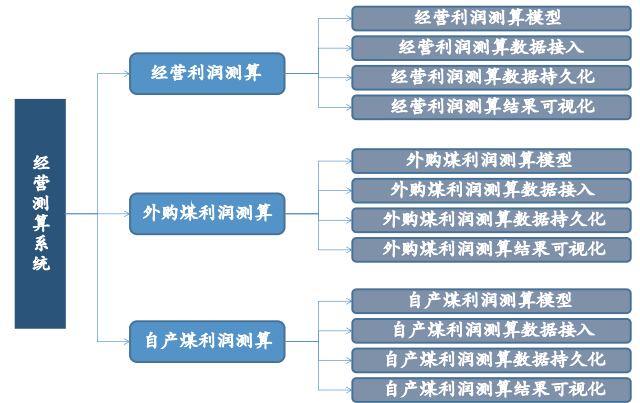 经营测算系统
经营利润测算
经营利润测算模型
经营利润测算数据接入
经营利润测算数据持久化
经营利润测算结果可视化
外购煤利润测算
外购煤利润测算模型
外购煤利润测算数据接入
外购煤利润测算数据持久化
外购煤利润测算结果可视化
自产煤利润测算
自产煤利润测算模型
自产煤利润测算数据接入
自产煤利润测算数据持久化
自产煤利润测算结果可视化